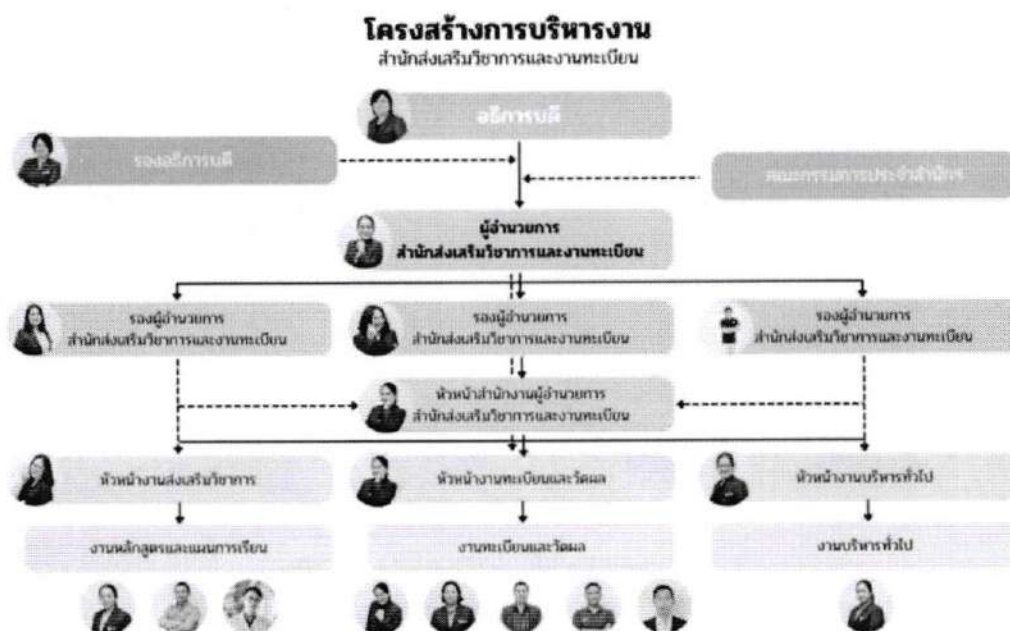 โครงสร้างการบริหารงาน
สำนักส่งเสริมวิชาการและงานทะเบียน
อธิการบดี
รองอธิการบดี
คณะกรรมการประจำสำนักฯ
ผู้อำนวยการ
สำนักส่งเสริมวิชาการและงานทะเบียน
รองผู้อำนวยการ
สำนักส่งเสริมวิชาการและงานทะเบียน
รองผู้อำนวยการ
สำนักส่งเสริมวิชาการและงานทะเบียน
รองผู้อำนวยการ
สำนักส่งเสริมวิชาการและงานทะเบียน
หัวหน้าสำนักงานผู้อำนวยการ
สำนักส่งเสริมวิชาการและงานทะเบียน
หัวหน้างานส่งเสริมวิชาการ
หัวหน้างานทะเบียนและวัดผล
หัวหน้างานบริหารทั่วไป
งานหลักสูตรและแผนการเรียน
งานทะเบียนและวัดผล
งานบริหารทั่วไป